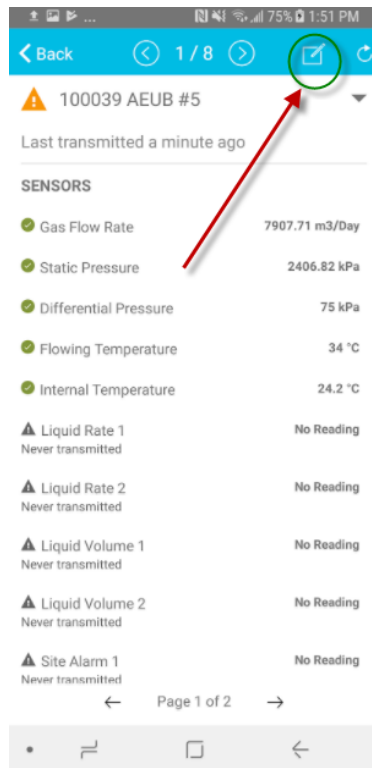 ... 75% 1:51 PM
Back 1 / 8
100039 AEUB #5
Last transmitted a minute ago
SENSORS
Gas Flow Rate 7907.71 m3/Day
Static Pressure 2406.82 kPa
Differential Pressure 75 kPa
Flowing Temperature 34 °C
Internal Temperature 24.2 °C
Liquid Rate 1 No Reading
Never transmitted
Liquid Rate 2 No Reading
Never transmitted
Liquid Volume 1 No Reading
Never transmitted
Liquid Volume 2 No Reading
Never transmitted
Site Alarm 1 No Reading
Never transmitted
← Page 1 of 2 →